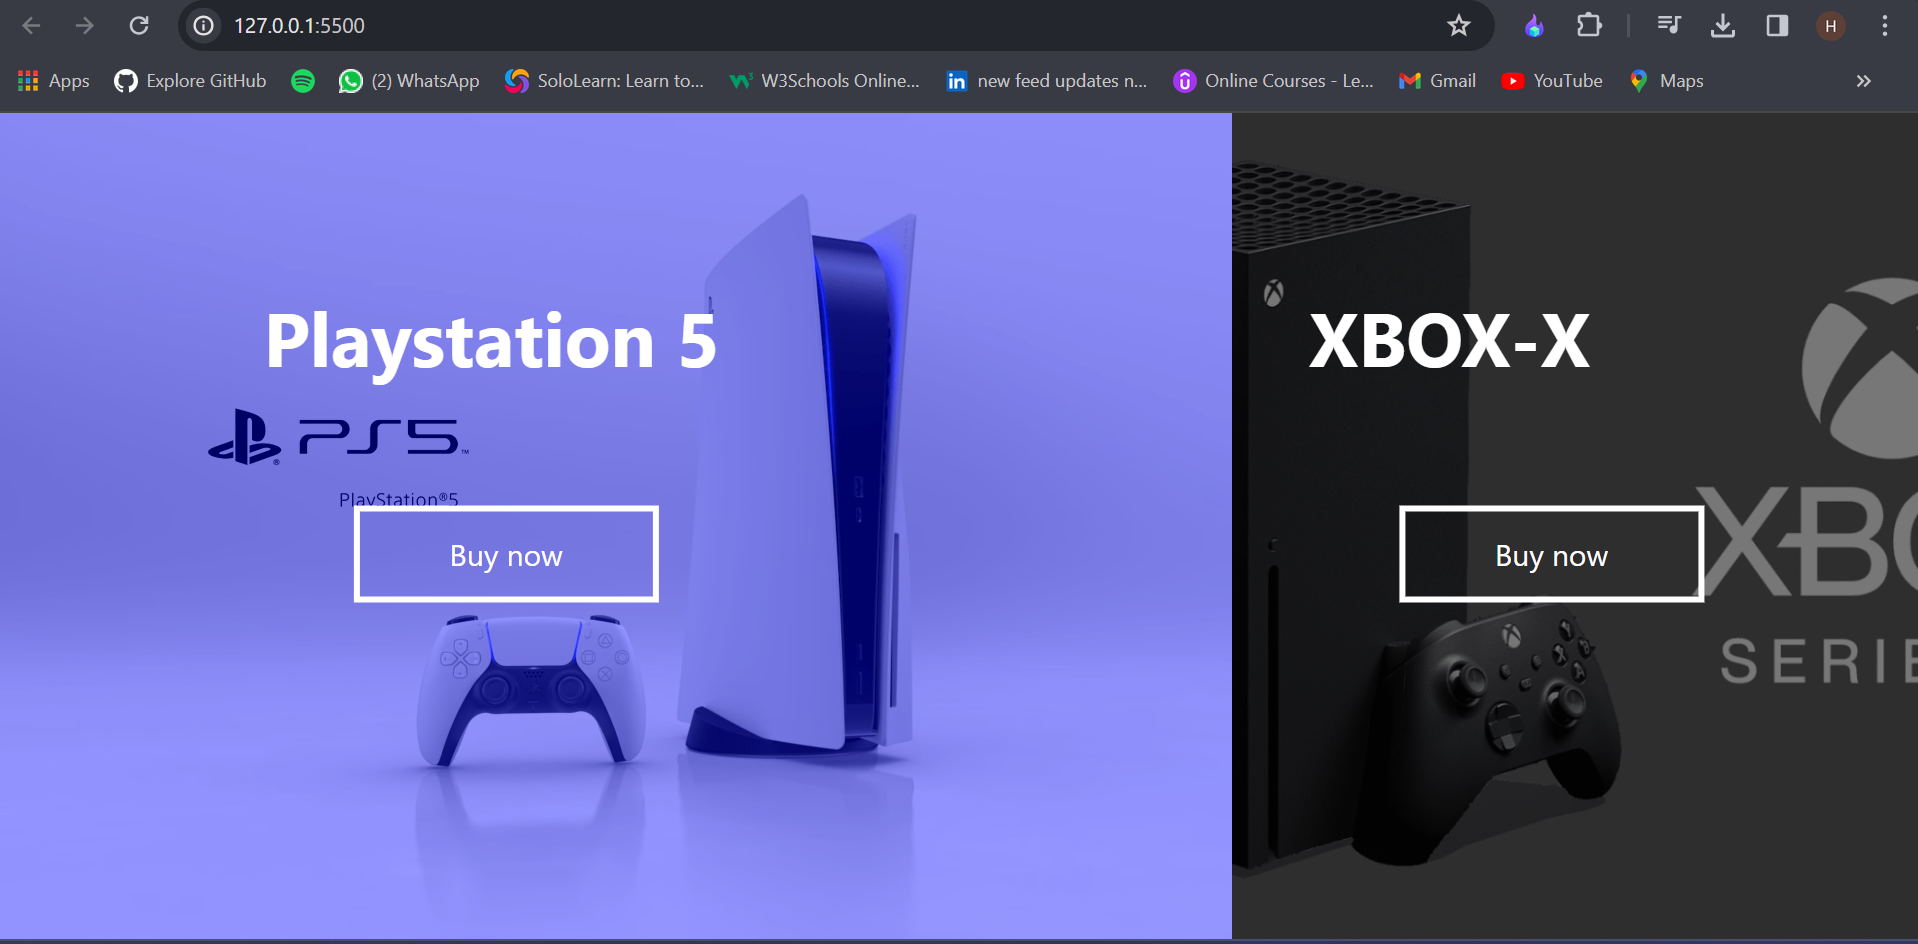 127.0.0.1:5500
H
Apps
Explore GitHub
(2) WhatsApp
SoloLearn: Learn to...
W3Schools Online...
new feed updates n...
Online Courses - Le...
Gmail
YouTube
Maps
»
Playstation 5
PS5™
PlayStation®5
Buy now
XBOX-X
Buy now
XBO
SERIE